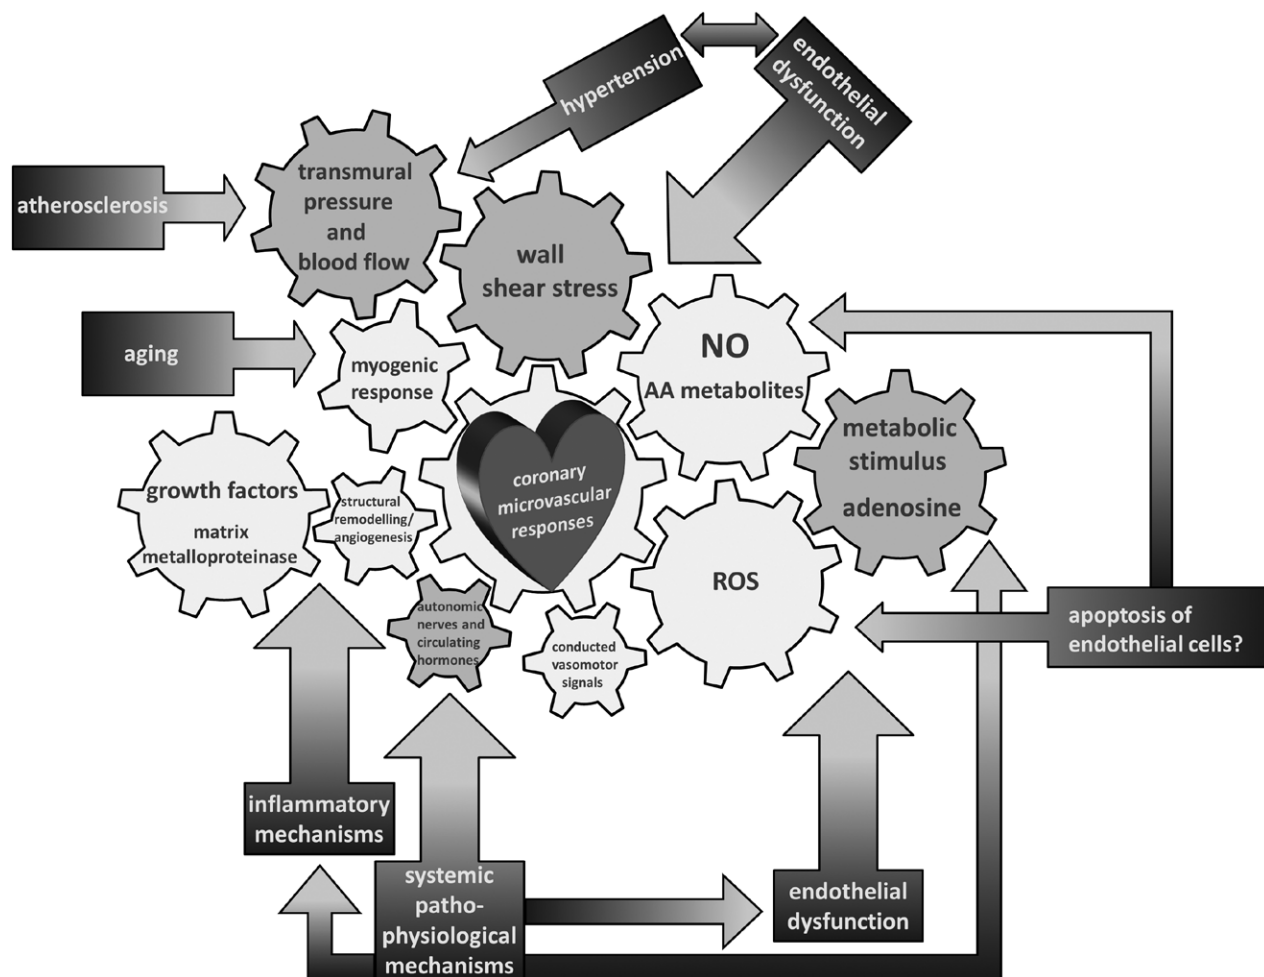 hypertension
endothelial
dysfunction
transmural
pressure
and
blood flow
atherosclerosis
wall
shear stress
aging
myogenic
response
NO
AA metabolites
metabolic
stimulus
adenosine
growth factors
matrix
metalloproteinase
structural
remodelling/
angiogenesis
coronary
microvascular
responses
ROS
autonomic
nerves and
circulating
hormones
conducted
vasomotor
signals
apoptosis of
endothelial cells?
inflammatory
mechanisms
systemic
patho-
physiological
mechanisms
endothelial
dysfunction